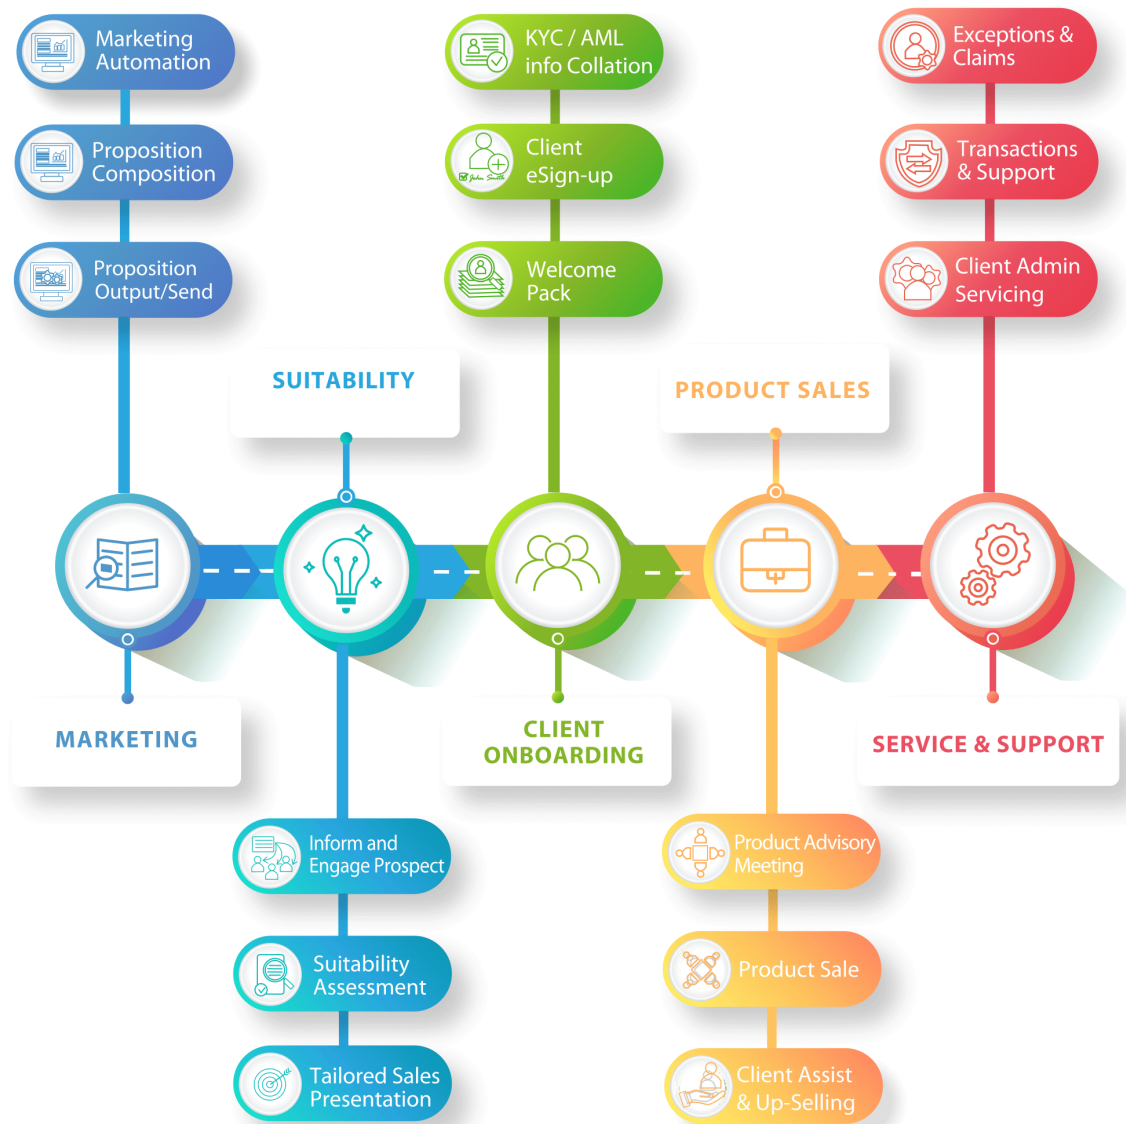 Marketing
Automation
Proposition
Composition
Proposition
Output/Send
KYC / AML
info Collation
Client
eSign-up
John Smith
Welcome
Pack
Exceptions &
Claims
Transactions
& Support
Client Admin
Servicing
SUITABILITY
PRODUCT SALES
MARKETING
CLIENT
ONBOARDING
SERVICE & SUPPORT
Inform and
Engage Prospect
Suitability
Assessment
Tailored Sales
Presentation
Product Advisory
Meeting
Product Sale
Client Assist
& Up-Selling